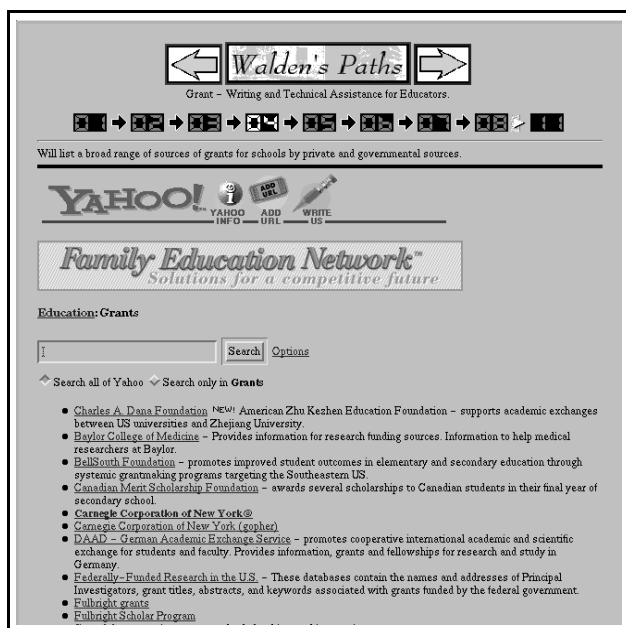 Walden's Paths
Grant - Writing and Technical Assistance for Educators.
01 02 03 04 05 06 07 08 11
Will list a broad range of sources of grants for schools by private and governmental sources.
YAHOO!
YAHOO INFO ADD URL WRITE US
Family Education Network™
Solutions for a competitive future
Education: Grants
Search Options
Search all of Yahoo Search only in Grants
Charles A. Dana Foundation NEW! American Zhu Kezhen Education Foundation - supports academic exchanges
between US universities and Zhejiang University.
Baylor College of Medicine - Provides information for research funding sources. Information to help medical
researchers at Baylor.
BellSouth Foundation - promotes improved student outcomes in elementary and secondary education through
systemic grantmaking programs targeting the Southeastern US.
Canadian Merit Scholarship Foundation - awards several scholarships to Canadian students in their final year of
secondary school.
Carnegie Corporation of New York@
Carnegie Corporation of New York (gopher)
DAAD - German Academic Exchange Service - promotes cooperative international academic and scientific
exchange for students and faculty. Provides information, grants and fellowships for research and study in
Germany.
Federally-Funded Research in the U.S. - These databases contain the names and addresses of Principal
Investigators, grant titles, abstracts, and keywords associated with grants funded by the federal government.
Fulbright grants
Fulbright Scholar Program